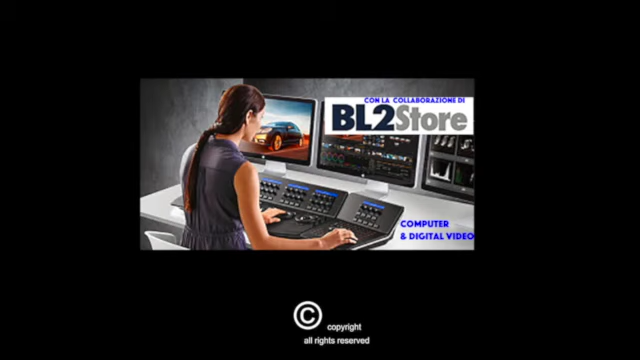 CON LA COLLABORAZIONE DI
BL2Store
COMPUTER
& DIGITAL VIDEO
© copyright
all rights reserved